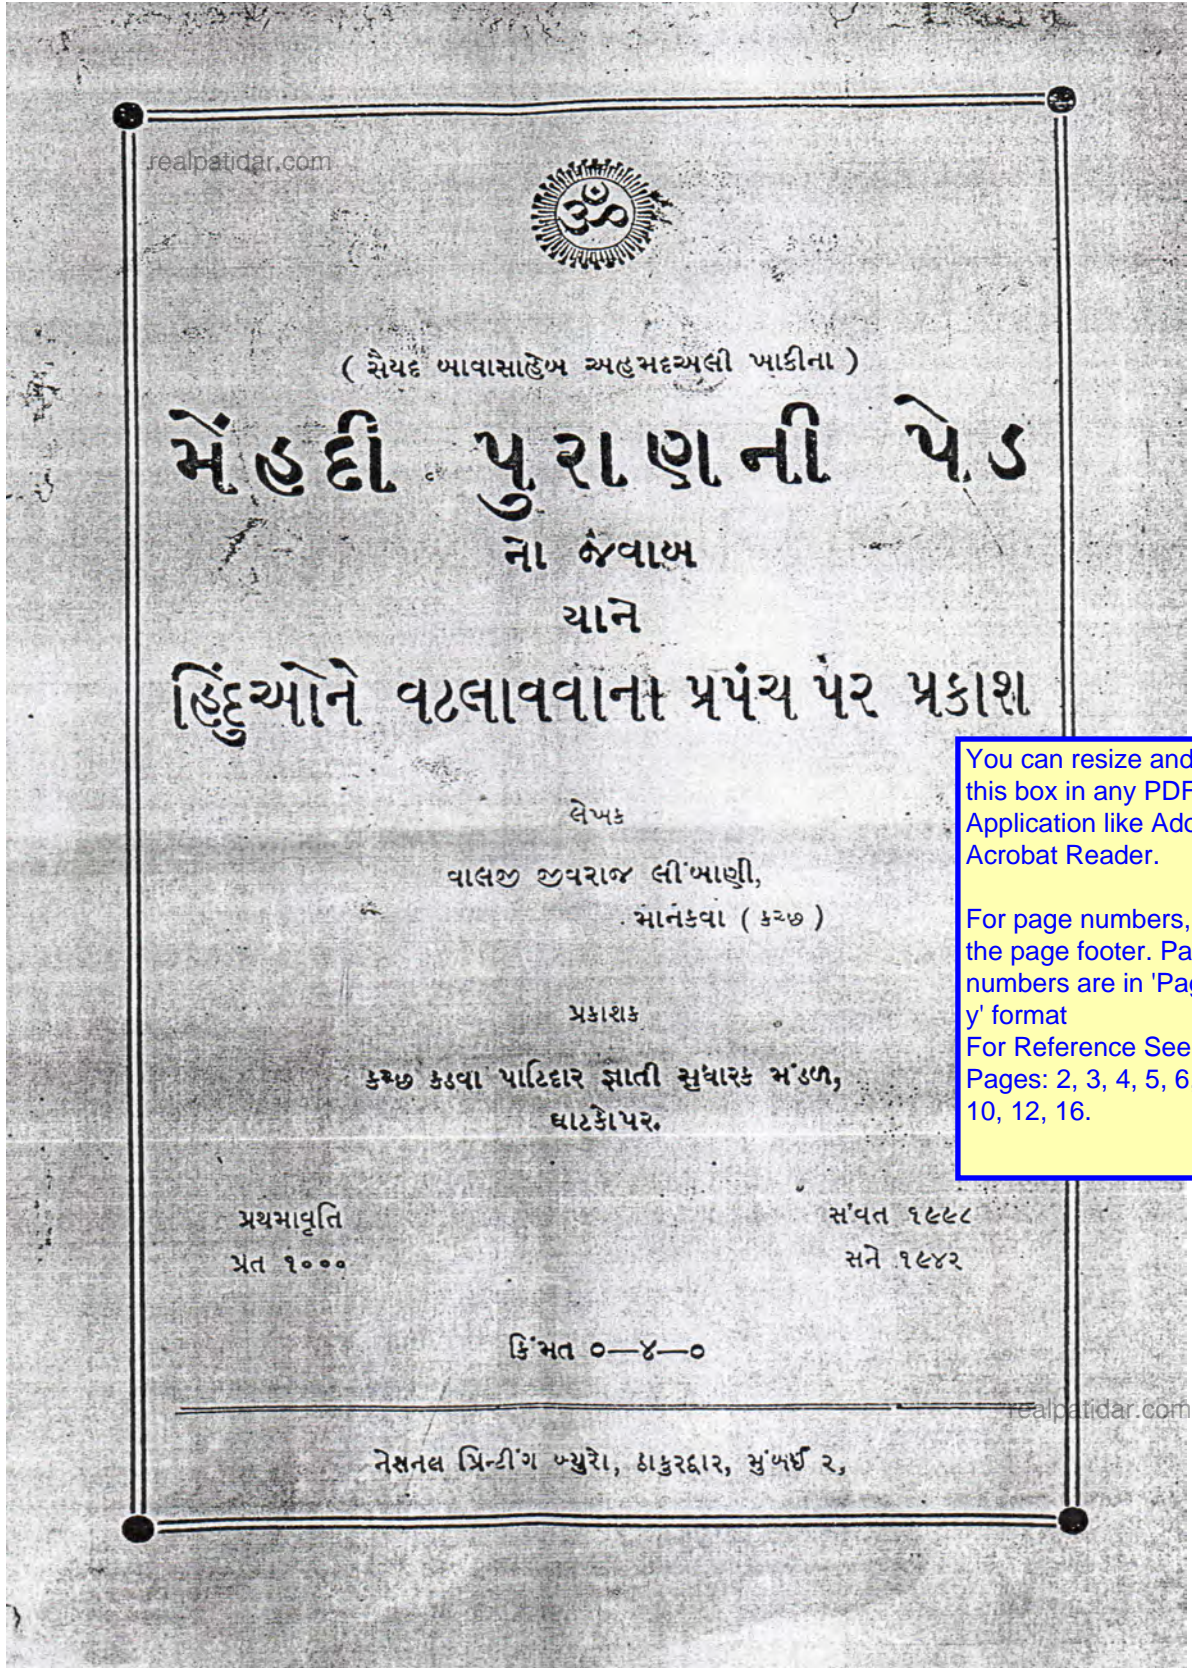 realpatidar.com
ॐ
( સૈયદ બાવાસાહેબ અહમદઅલી ખાકીના )
મેંહદી પુરાણની પેડ
નો જવાબ
યાને
હિંદુઓને વટલાવવાના પ્રપંચ પર પ્રકાશ
લેખક
વાલજી જીવરાજ લીંબાણી,
માનકવા ( કચ્છ )
પ્રકાશક
કચ્છ કડવા પાટિદાર જ્ઞાતી સુધારક મંડળ,
ઘાટકોપર.
You can resize and
this box in any PDF
Application like Ado
Acrobat Reader.
For page numbers,
the page footer. Pa
numbers are in 'Pag
y' format
For Reference See
Pages: 2, 3, 4, 5, 6
10, 12, 16.
પ્રથમાવૃતિ
પ્રત ૧૦૦૦
સંવત ૧૯૯૮
સને ૧૯૪૨
કિંમત ૦—૪—૦
realpatidar.com
નેસનલ પ્રિન્ટીંગ બ્યુરો, ઠાકુરદ્વાર, મુંબઈ ૨,